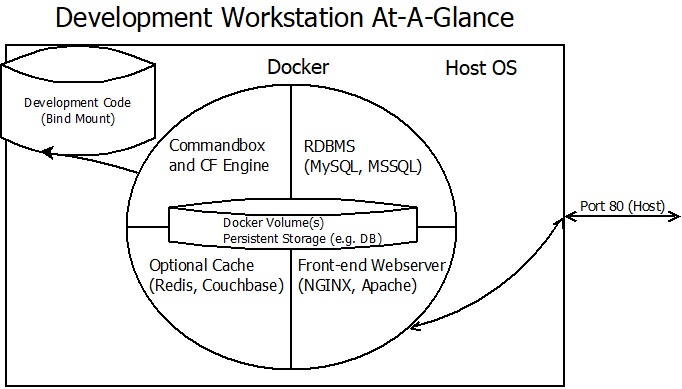 Development Workstation At-A-Glance
Docker
Host OS
Development Code
(Bind Mount)
Commandbox
and CF Engine
RDBMS
(MySQL, MSSQL)
Port 80 (Host)
Docker Volume(s)
Persistent Storage (e.g. DB)
Optional Cache
(Redis, Couchbase)
Front-end Webserver
(NGINX, Apache)